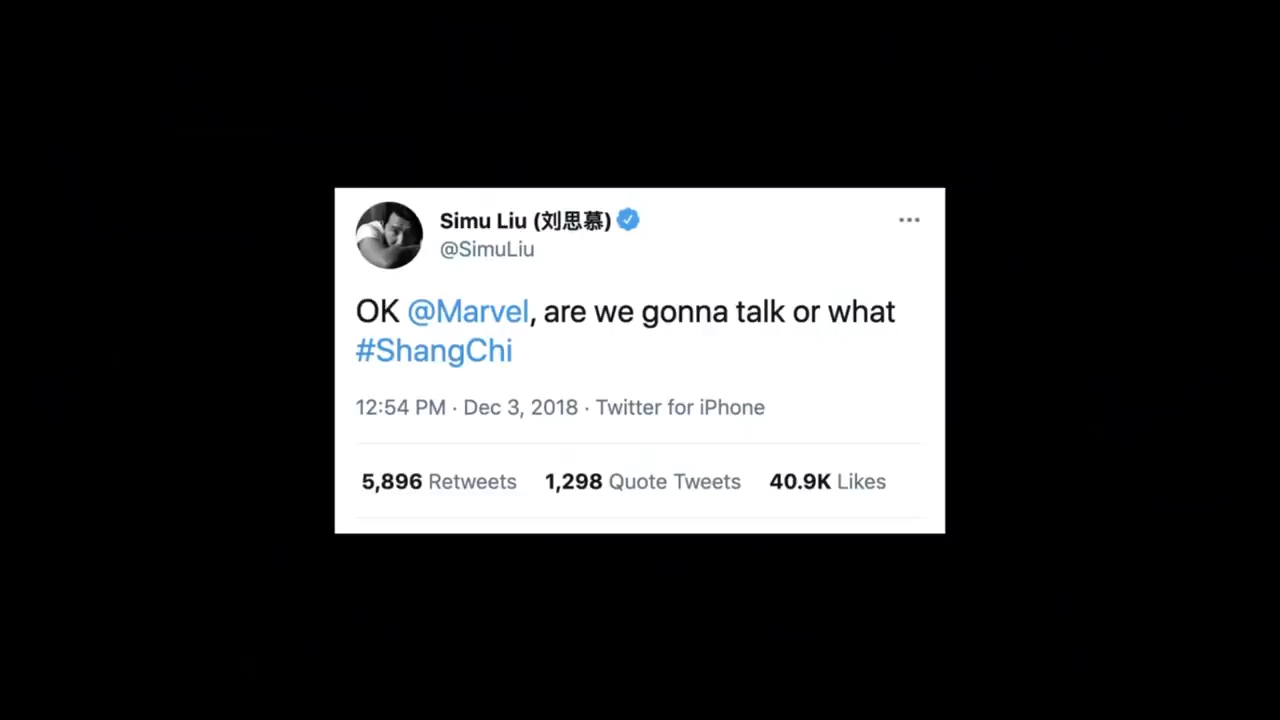 Simu Liu (刘思慕)
@SimuLiu
OK @Marvel, are we gonna talk or what
#ShangChi
12:54 PM · Dec 3, 2018 · Twitter for iPhone
5,896 Retweets 1,298 Quote Tweets 40.9K Likes